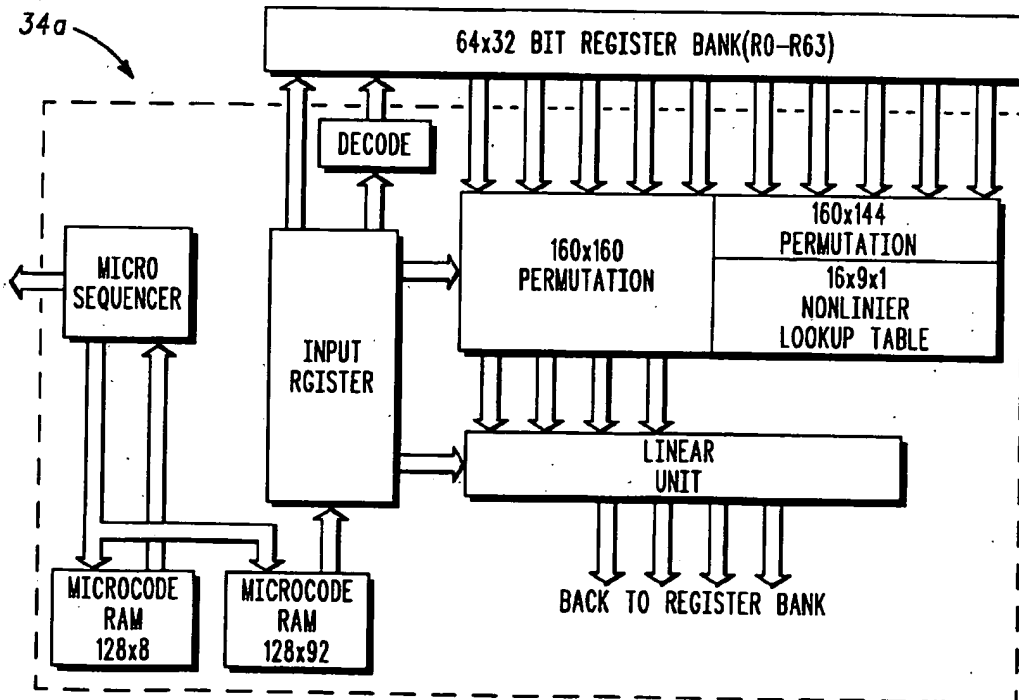 34a
64x32 BIT REGISTER BANK(R0-R63)
DECODE
MICRO
SEQUENCER
INPUT
RGISTER
160x160
PERMUTATION
160x144
PERMUTATION
16x9x1
NONLINIER
LOOKUP TABLE
LINEAR
UNIT
MICROCODE
RAM
128x8
MICROCODE
RAM
128x92
BACK TO REGISTER BANK